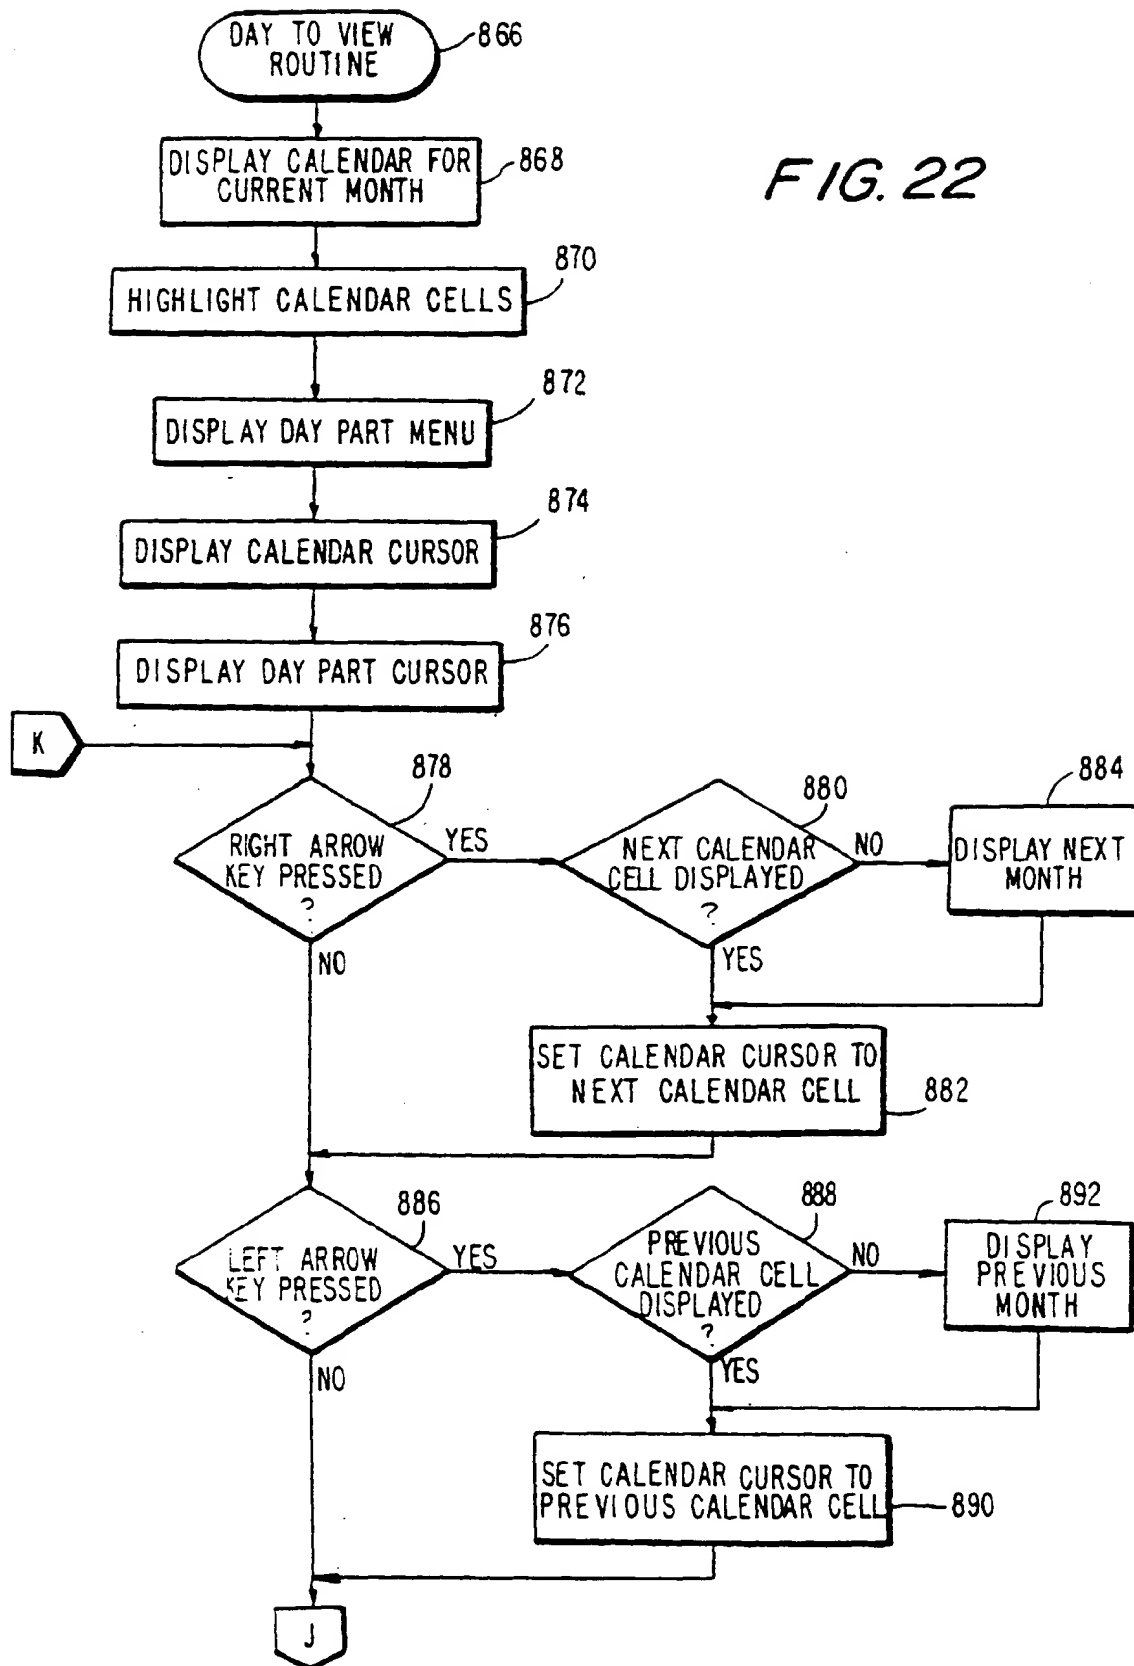 DAY TO VIEW
ROUTINE
866
DISPLAY CALENDAR FOR
CURRENT MONTH
868
FIG. 22
HIGHLIGHT CALENDAR CELLS
870
DISPLAY DAY PART MENU
872
DISPLAY CALENDAR CURSOR
874
DISPLAY DAY PART CURSOR
876
K
RIGHT ARROW
KEY PRESSED
?
878
YES
NO
NEXT CALENDAR
CELL DISPLAYED
?
880
NO
YES
DISPLAY NEXT
MONTH
884
SET CALENDAR CURSOR TO
NEXT CALENDAR CELL
882
LEFT ARROW
KEY PRESSED
?
886
YES
NO
PREVIOUS
CALENDAR CELL
DISPLAYED
?
888
NO
YES
DISPLAY
PREVIOUS
MONTH
892
SET CALENDAR CURSOR TO
PREVIOUS CALENDAR CELL
890
J